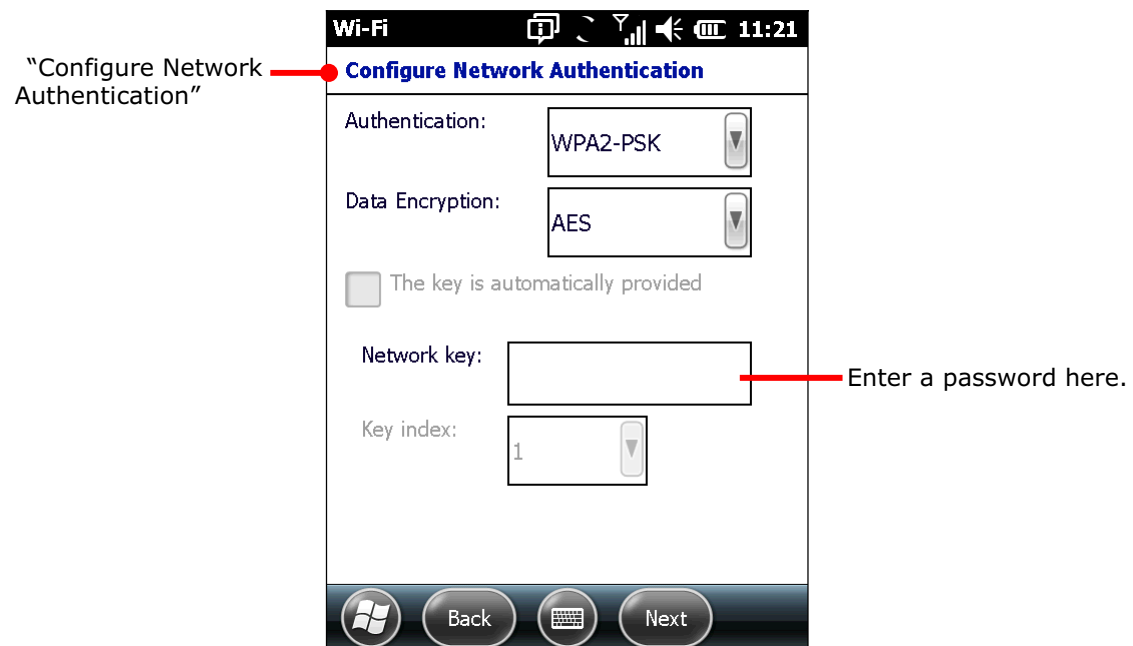 Wi-Fi 11:21
“Configure Network
Authentication”
Configure Network Authentication
Authentication:
WPA2-PSK
Data Encryption:
AES
The key is automatically provided
Network key:
Enter a password here.
Key index:
1
Back Next